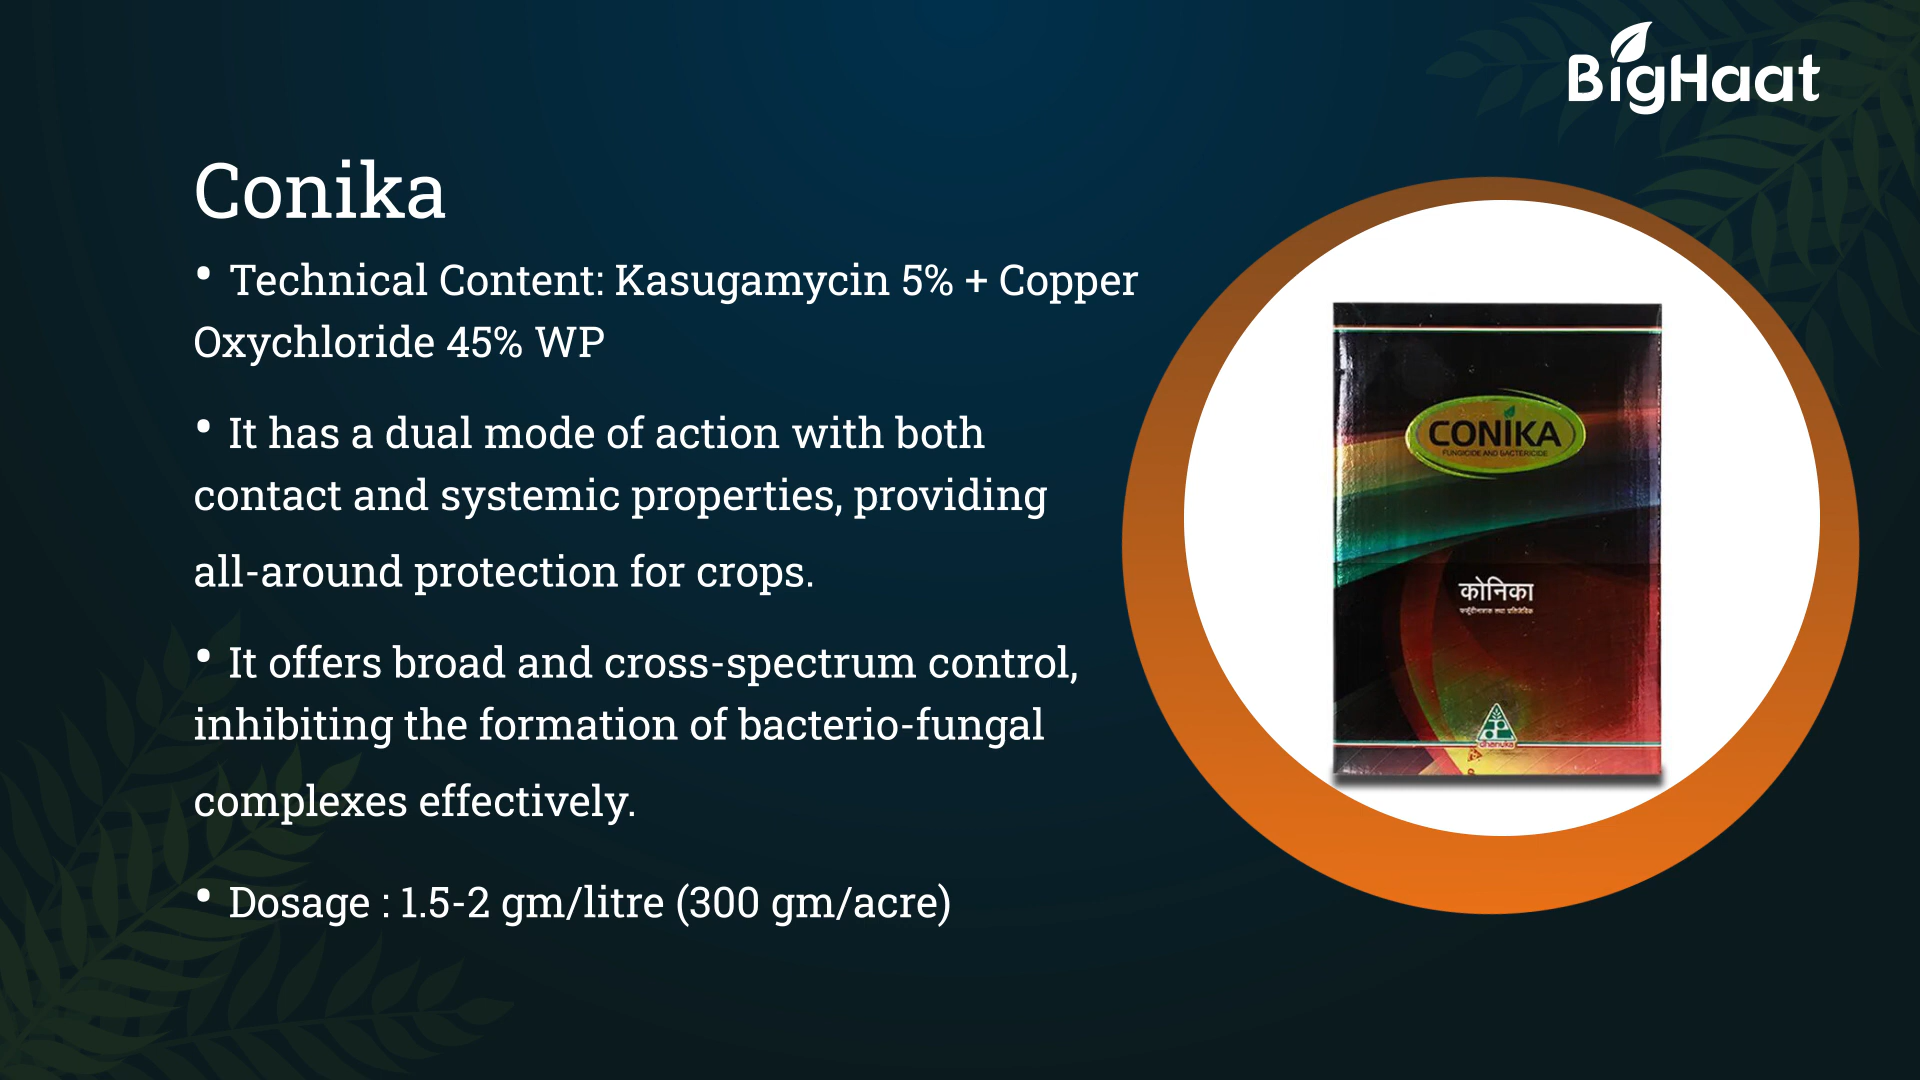 BigHaat
Conika
• Technical Content: Kasugamycin 5% + Copper
Oxychloride 45% WP
• It has a dual mode of action with both
contact and systemic properties, providing
all-around protection for crops.
• It offers broad and cross-spectrum control,
inhibiting the formation of bacterio-fungal
complexes effectively.
• Dosage : 1.5-2 gm/litre (300 gm/acre)
CONIKA
FUNGICIDE AND BACTERICIDE
कोनिका
dhanuka